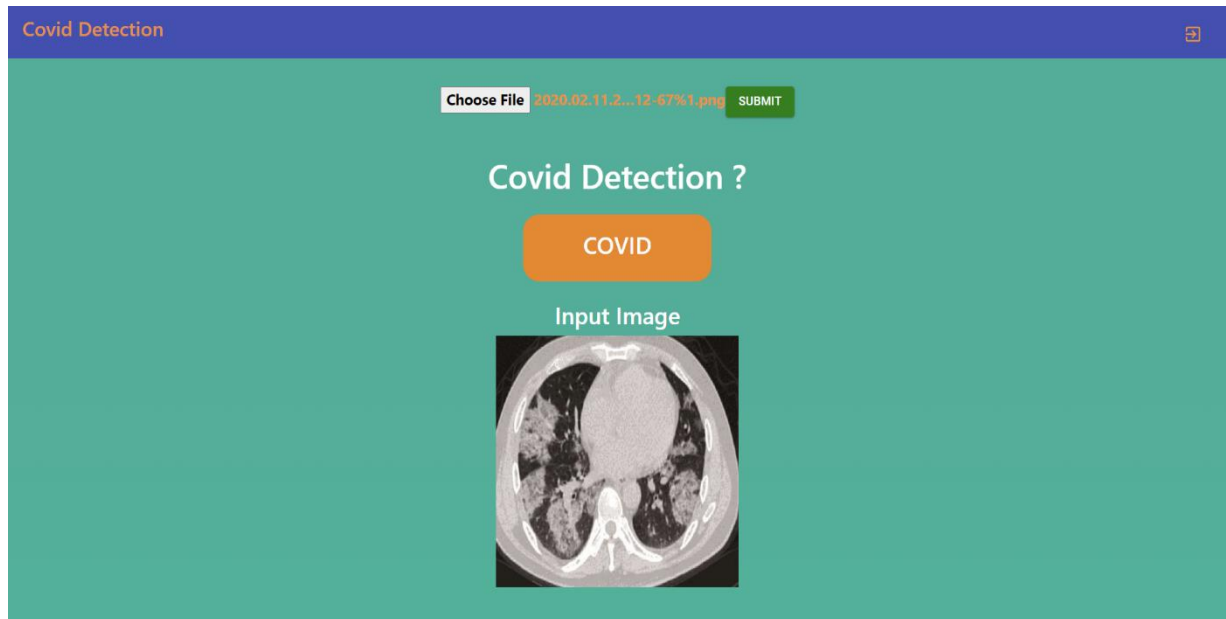 Covid Detection
Choose File 2020.02.11.2...12-67%1.png SUBMIT
Covid Detection ?
COVID
Input Image